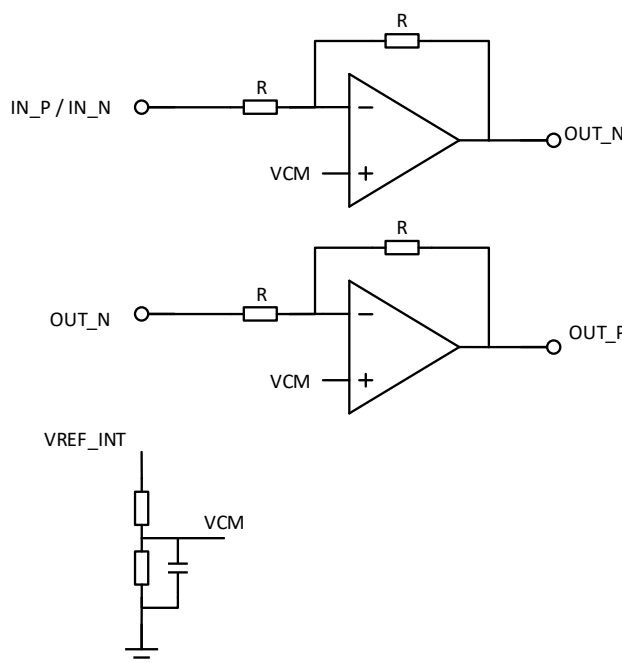 R
R
IN_P / IN_N
OUT_N
VCM
R
R
OUT_N
OUT_P
VCM
VREF_INT
VCM